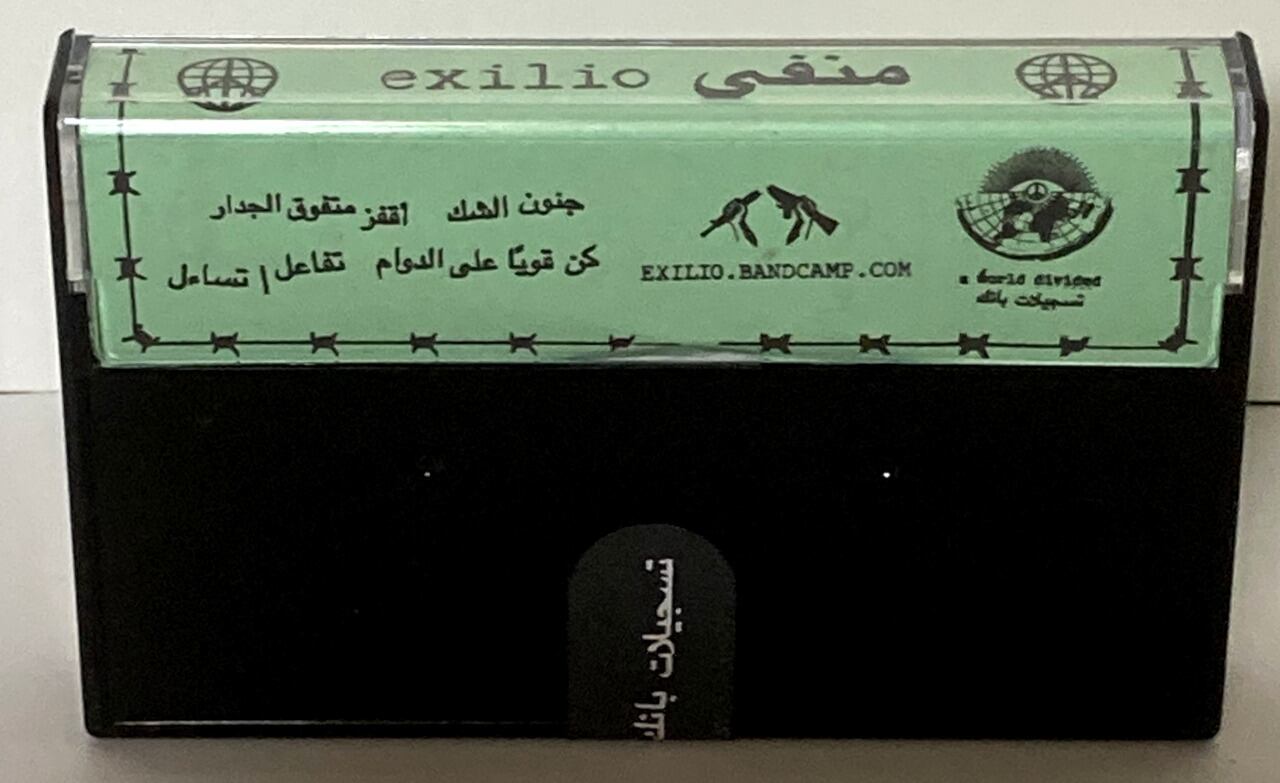 exilio منفى
جنون الشك اقفز متفوق الجدار
كن قويًا على الدوام تفاعل | تساءل
EXILIO.BANDCAMP.COM
a world divided
تسجيلات بانك
تسجيلات بانك